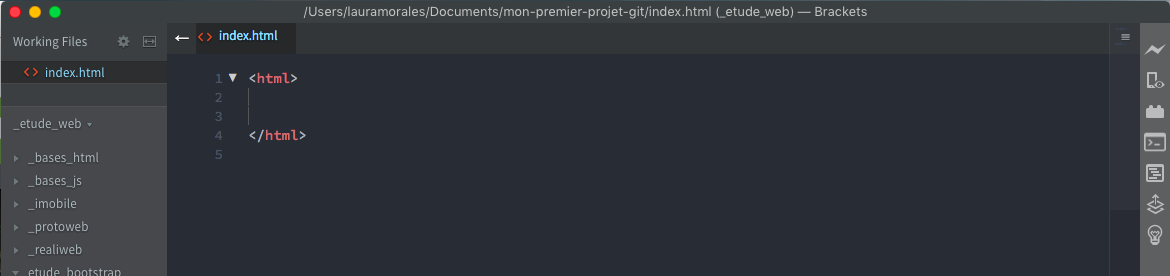 /Users/lauramorales/Documents/mon-premier-projet-git/index.html (_etude_web) — Brackets
Working Files
index.html
_etude_web
_bases_html
_bases_js
_imobile
_protoweb
_realiweb
etude_bootstrap
index.html
1 <html>
2
3
4 </html>
5